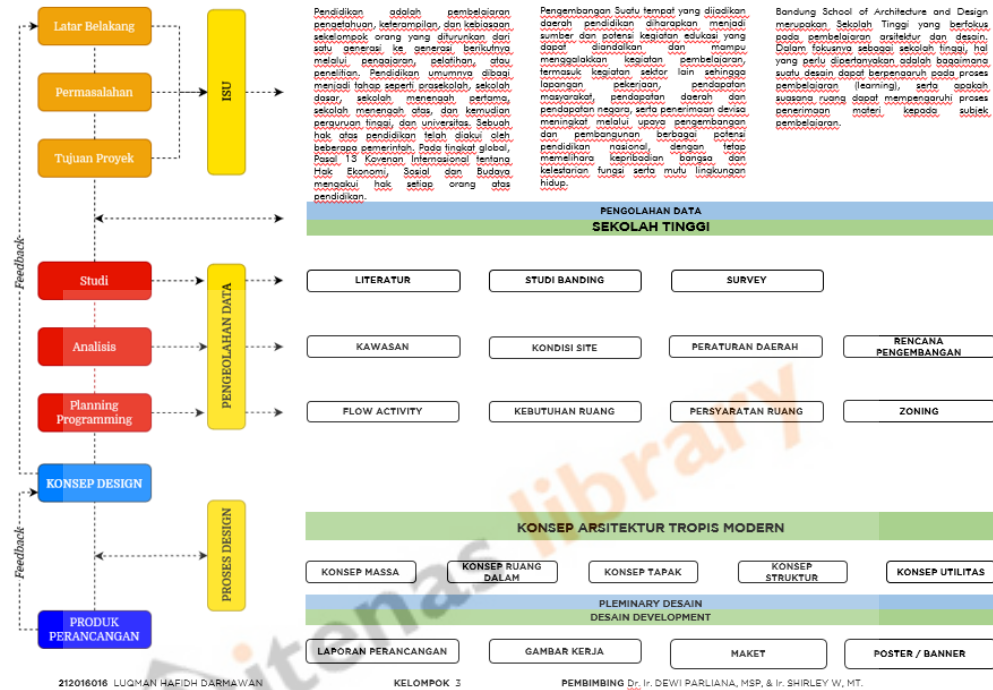 Latar Belakang
Permasalahan
Tujuan Proyek
ISU
Pendidikan adalah pembelajaran
pengetahuan, keterampilan, dan kebiasaan
sekelompok orang yang diturunkan dari
satu generasi ke generasi berikutnya
melalui pengajaran, pelatihan, atau
penelitian. Pendidikan umumnya dibagi
menjadi tahap seperti prasekolah, sekolah
dasar, sekolah menengah pertama,
sekolah menengah atas, dan kemudian
perguruan tinggi, dan universitas. Sebuah
hak atas pendidikan telah diakui oleh
beberapa pemerintah. Pada tingkat global,
Pasal 13 Kovenan Internasional tentang
Hak Ekonomi, Sosial dan Budaya
mengakui hak setiap orang atas
pendidikan.
Pengembangan Suatu tempat yang dijadikan
daerah pendidikan diharapkan menjadi
sumber dan potensi kegiatan edukasi yang
dapat diandalkan dan mampu
menggalakkan kegiatan pembelajaran,
termasuk kegiatan sektor lain sehingga
lapangan pekerjaan, pendapatan
masyarakat, pendapatan daerah dan
pendapatan negara, serta penerimaan devisa
meningkat melalui upaya pengembangan
dan pembangunan berbagai potensi
pendidikan nasional, dengan tetap
memelihara kepribadian bangsa dan
kelestarian fungsi serta mutu lingkungan
hidup.
Bandung School of Architecture and Design
merupakan Sekolah Tinggi yang berfokus
pada pembelajaran arsitektur dan desain.
Dalam fokusnya sebagai sekolah tinggi, hal
yang perlu dipertanyakan adalah bagaimana
suatu desain dapat berpengaruh pada proses
pembelajaran (learning), serta apakah
suasana ruang dapat mempengaruhi proses
penerimaan materi kepada subjek
pembelajaran.
PENGOLAHAN DATA
SEKOLAH TINGGI
Feedback
Studi
Analisis
Planning
Programming
PENGEOLAHAN DATA
LITERATUR
STUDI BANDING
SURVEY
KAWASAN
KONDISI SITE
PERATURAN DAERAH
RENCANA
PENGEMBANGAN
FLOW ACTIVITY
KEBUTUHAN RUANG
PERSYARATAN RUANG
ZONING
KONSEP DESIGN
Feedback
PROSES DESIGN
PRODUK
PERANCANGAN
KONSEP ARSITEKTUR TROPIS MODERN
KONSEP MASSA
KONSEP RUANG
DALAM
KONSEP TAPAK
KONSEP
STRUKTUR
KONSEP UTILITAS
PLEMINARY DESAIN
DESAIN DEVELOPMENT
LAPORAN PERANCANGAN
GAMBAR KERJA
MAKET
POSTER / BANNER
itenas library
212016016 LUQMAN HAFIDH DARMAWAN
KELOMPOK 3
PEMBIMBING Dr. Ir. DEWI PARLIANA, MSP, & Ir. SHIRLEY W, MT.